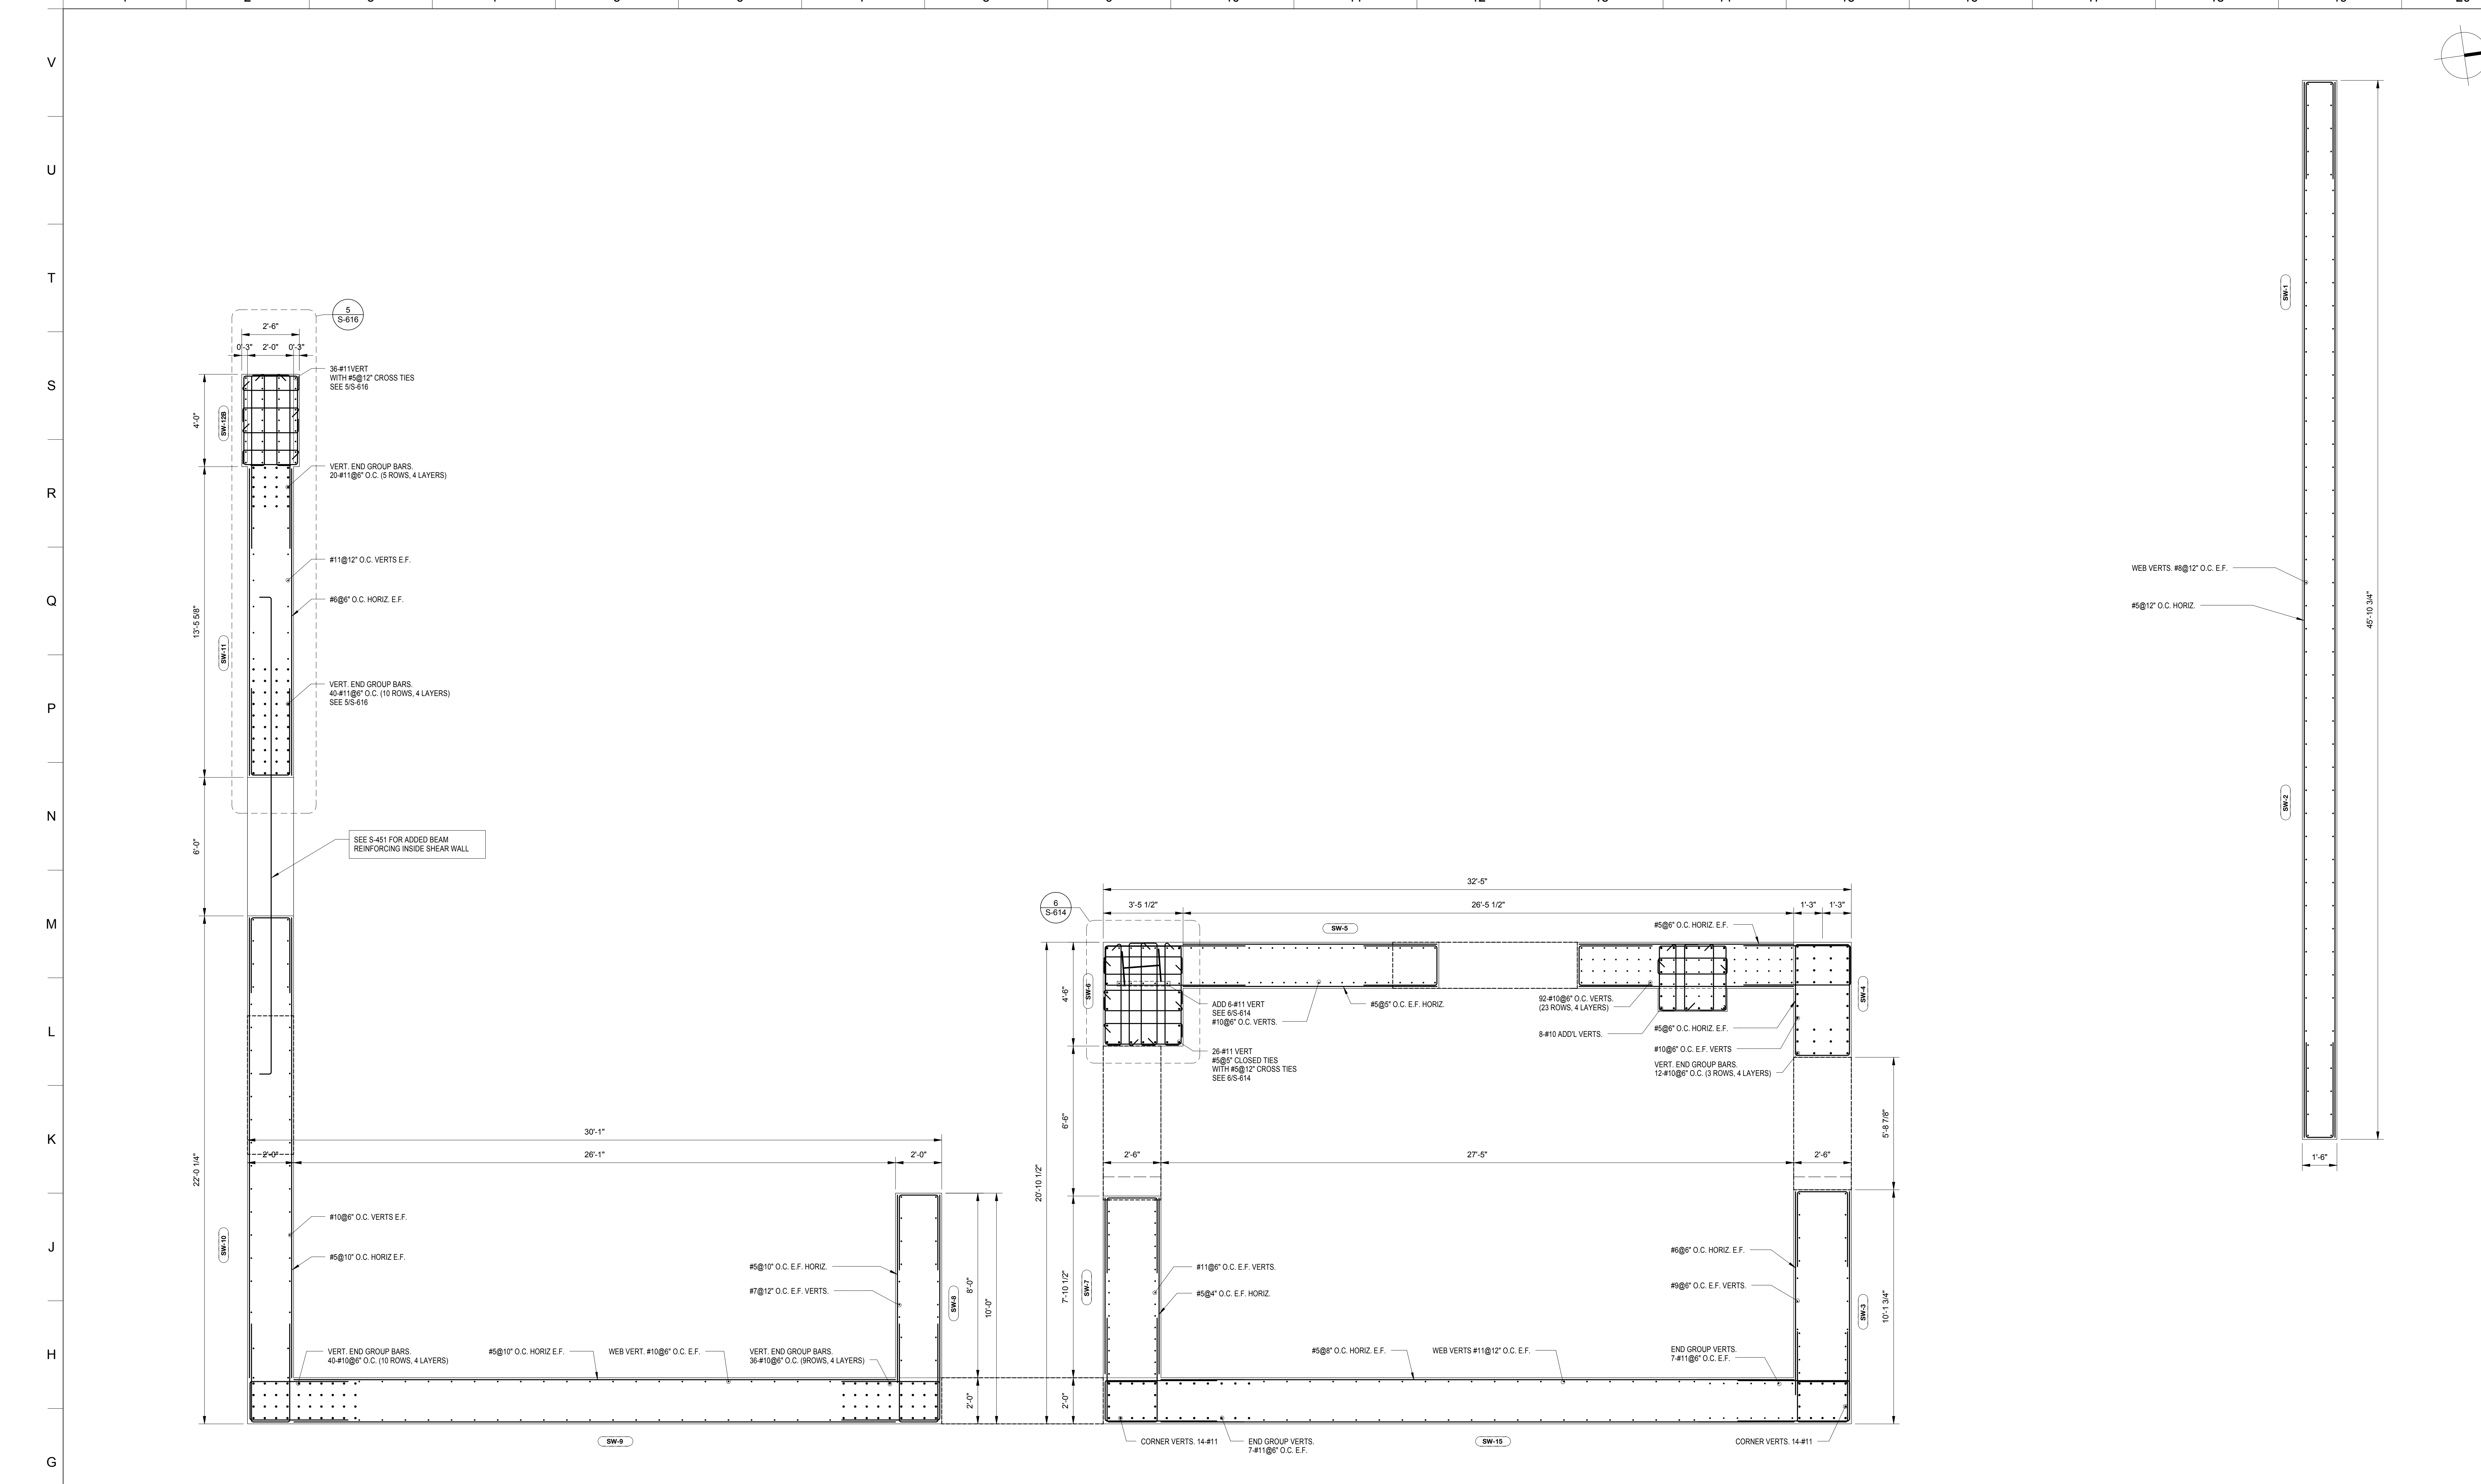 V
U
T
S
R
Q
P
N
M
L
K
J
H
G
5
S-616
2'-6"
0'-3"
2'-0"
0'-3"
36-#11VERT
WITH #5@12" CROSS TIES
SEE 5/S-616
4'-0"
SW-12B
VERT. END GROUP BARS.
20-#11@6" O.C. (5 ROWS, 4 LAYERS)
#11@12" O.C. VERTS E.F.
#6@6" O.C. HORIZ. E.F.
13'-5 5/8"
SW-11
VERT. END GROUP BARS.
40-#11@6" O.C. (10 ROWS, 4 LAYERS)
SEE 5/S-616
6'-0"
SEE S-451 FOR ADDED BEAM
REINFORCING INSIDE SHEAR WALL
22'-0 1/4"
SW-10
30'-1"
2'-0"
26'-1"
2'-0"
#10@6" O.C. VERTS E.F.
#5@10" O.C. HORIZ E.F.
#5@10" O.C. E.F. HORIZ.
#7@12" O.C. E.F. VERTS.
SW-8
8'-0"
10'-0"
2'-0"
VERT. END GROUP BARS.
40-#10@6" O.C. (10 ROWS, 4 LAYERS)
#5@10" O.C. HORIZ E.F.
WEB VERT. #10@6" O.C. E.F.
VERT. END GROUP BARS.
36-#10@6" O.C. (9ROWS, 4 LAYERS)
SW-9
32'-5"
6
S-614
3'-5 1/2"
26'-5 1/2"
1'-3"
1'-3"
SW-5
#5@6" O.C. HORIZ. E.F.
4'-6"
SW-6
ADD 6-#11 VERT
SEE 6/S-614
#10@6" O.C. VERTS.
#5@5" O.C. E.F. HORIZ.
92-#10@6" O.C. VERTS.
(23 ROWS, 4 LAYERS)
8-#10 ADD'L VERTS.
#5@6" O.C. HORIZ. E.F.
SW-4
26-#11 VERT
#5@5" CLOSED TIES
WITH #5@12" CROSS TIES
SEE 6/S-614
#10@6" O.C. E.F. VERTS
VERT. END GROUP BARS.
12-#10@6" O.C. (3 ROWS, 4 LAYERS)
6'-6"
5'-8 7/8"
20'-10 1/2"
2'-6"
27'-5"
2'-6"
7'-10 1/2"
SW-7
#11@6" O.C. E.F. VERTS.
#5@4" O.C. E.F. HORIZ.
#6@6" O.C. HORIZ. E.F.
#9@6" O.C. E.F. VERTS.
SW-3
10'-1 3/4"
#5@8" O.C. HORIZ. E.F.
WEB VERTS #11@12" O.C. E.F.
END GROUP VERTS.
7-#11@6" O.C. E.F.
2'-0"
CORNER VERTS. 14-#11
END GROUP VERTS.
7-#11@6" O.C. E.F.
SW-15
CORNER VERTS. 14-#11
SW-1
WEB VERTS. #8@12" O.C. E.F.
#5@12" O.C. HORIZ.
45'-10 3/4"
SW-2
1'-6"